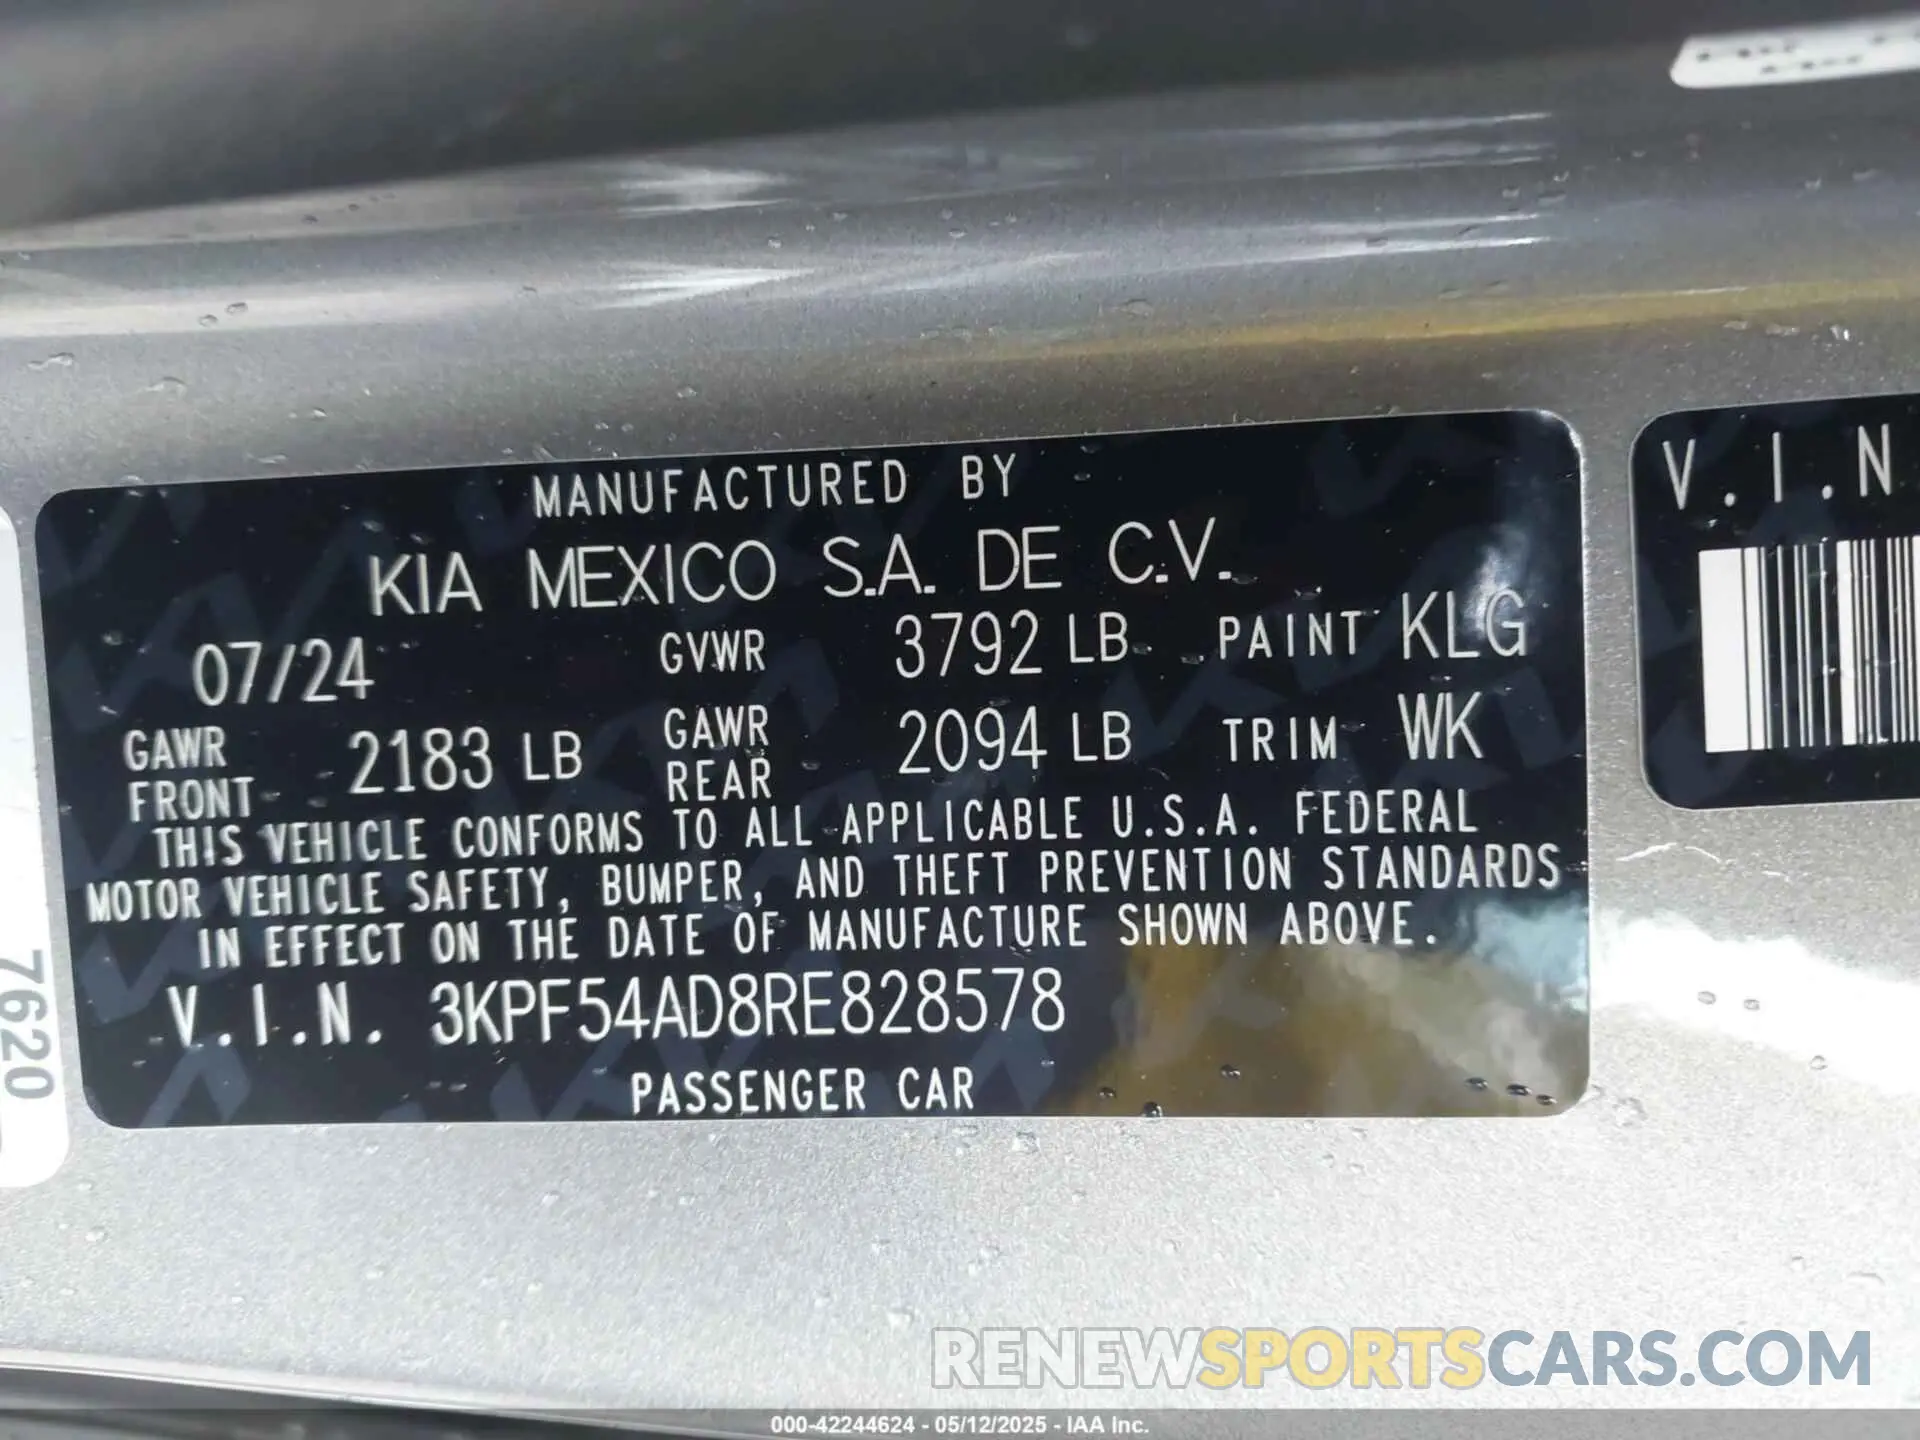 MANUFACTURED BY
KIA MEXICO S.A. DE C.V.
07/24 GVWR 3792 LB PAINT KLG
GAWR FRONT 2183 LB GAWR REAR 2094 LB TRIM WK
THIS VEHICLE CONFORMS TO ALL APPLICABLE U.S.A. FEDERAL
MOTOR VEHICLE SAFETY, BUMPER, AND THEFT PREVENTION STANDARDS
IN EFFECT ON THE DATE OF MANUFACTURE SHOWN ABOVE.
V.I.N. 3KPF54AD8RE828578
PASSENGER CAR
V.I.N
7620
RENEWSPORTSCARS.COM
000-42244624 - 05/12/2025 - IAA Inc.